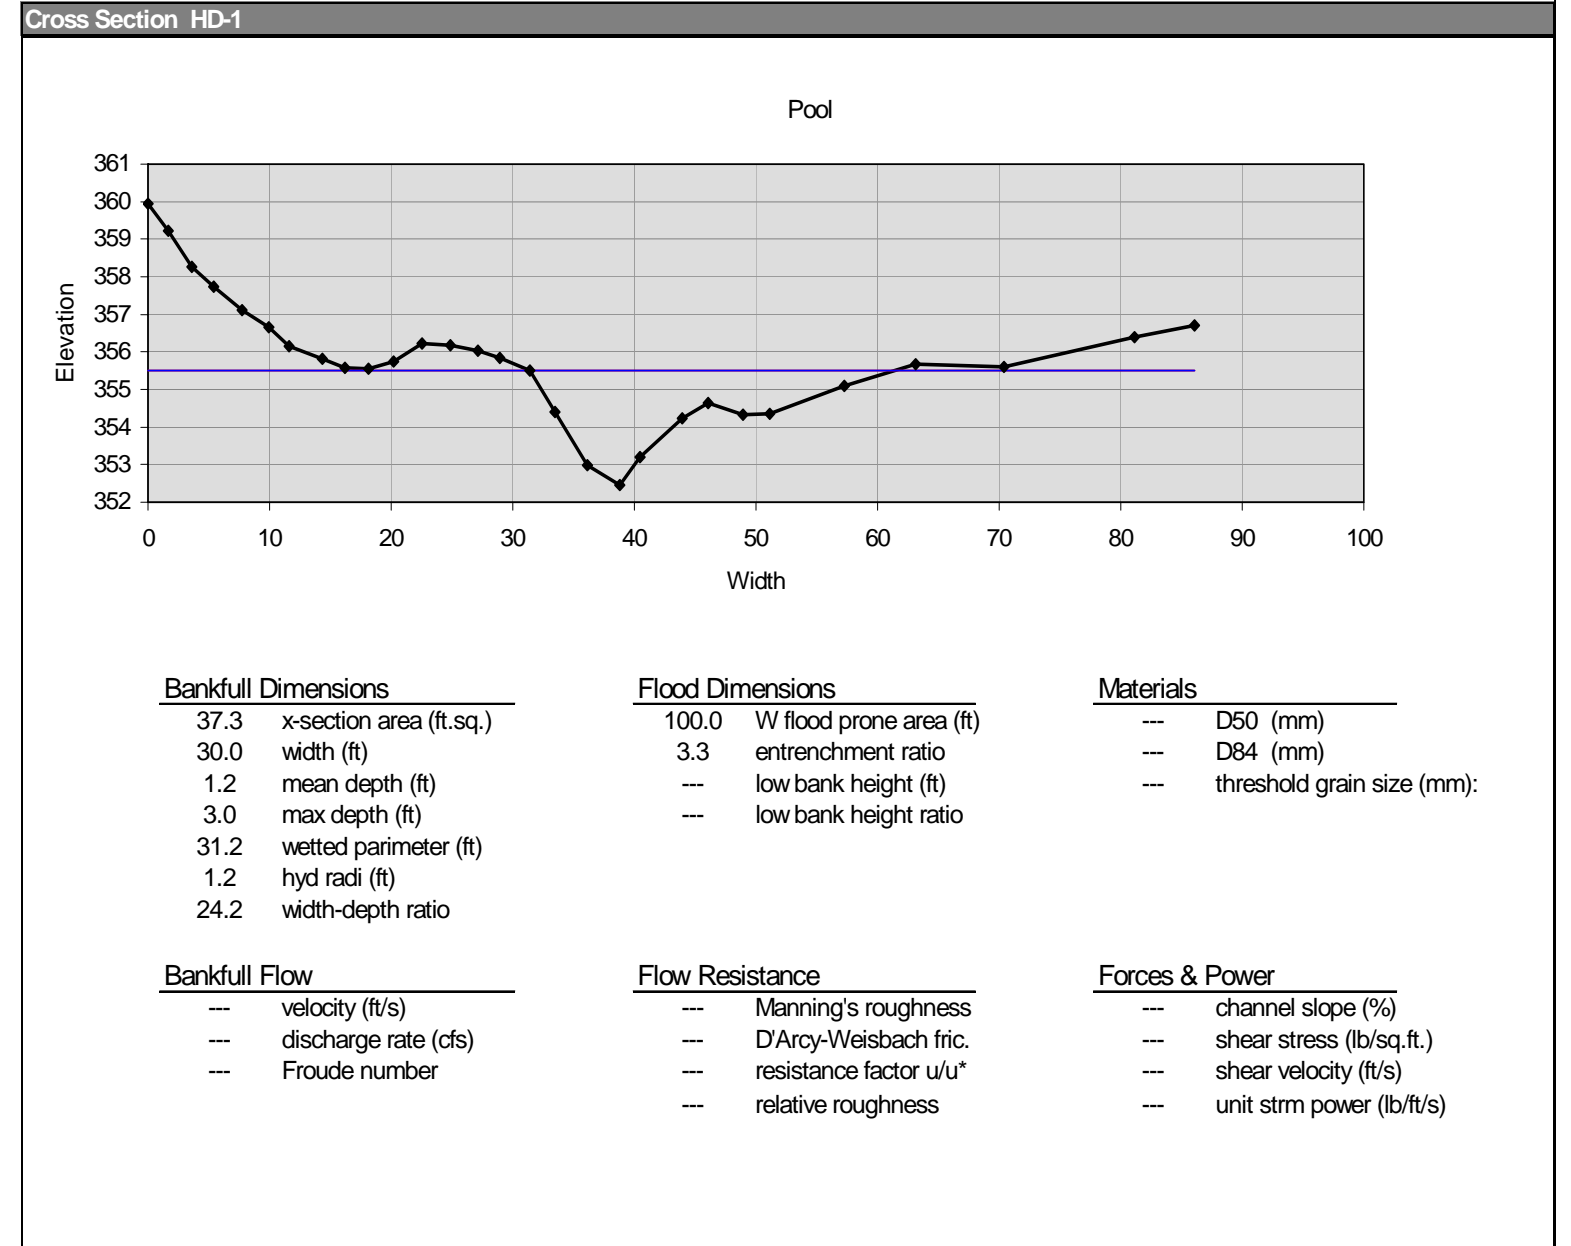 Cross Section HD-1
Pool
361
360
359
358
357
356
355
354
353
352
Elevation
0 10 20 30 40 50 60 70 80 90 100
Width
Bankfull Dimensions
37.3 x-section area (ft.sq.)
30.0 width (ft)
1.2 mean depth (ft)
3.0 max depth (ft)
31.2 wetted parimeter (ft)
1.2 hyd radi (ft)
24.2 width-depth ratio
Flood Dimensions
100.0 W flood prone area (ft)
3.3 entrenchment ratio
--- low bank height (ft)
--- low bank height ratio
Materials
--- D50 (mm)
--- D84 (mm)
--- threshold grain size (mm):
Bankfull Flow
--- velocity (ft/s)
--- discharge rate (cfs)
--- Froude number
Flow Resistance
--- Manning's roughness
--- D'Arcy-Weisbach fric.
--- resistance factor u/u*
--- relative roughness
Forces & Power
--- channel slope (%)
--- shear stress (lb/sq.ft.)
--- shear velocity (ft/s)
--- unit strm power (lb/ft/s)